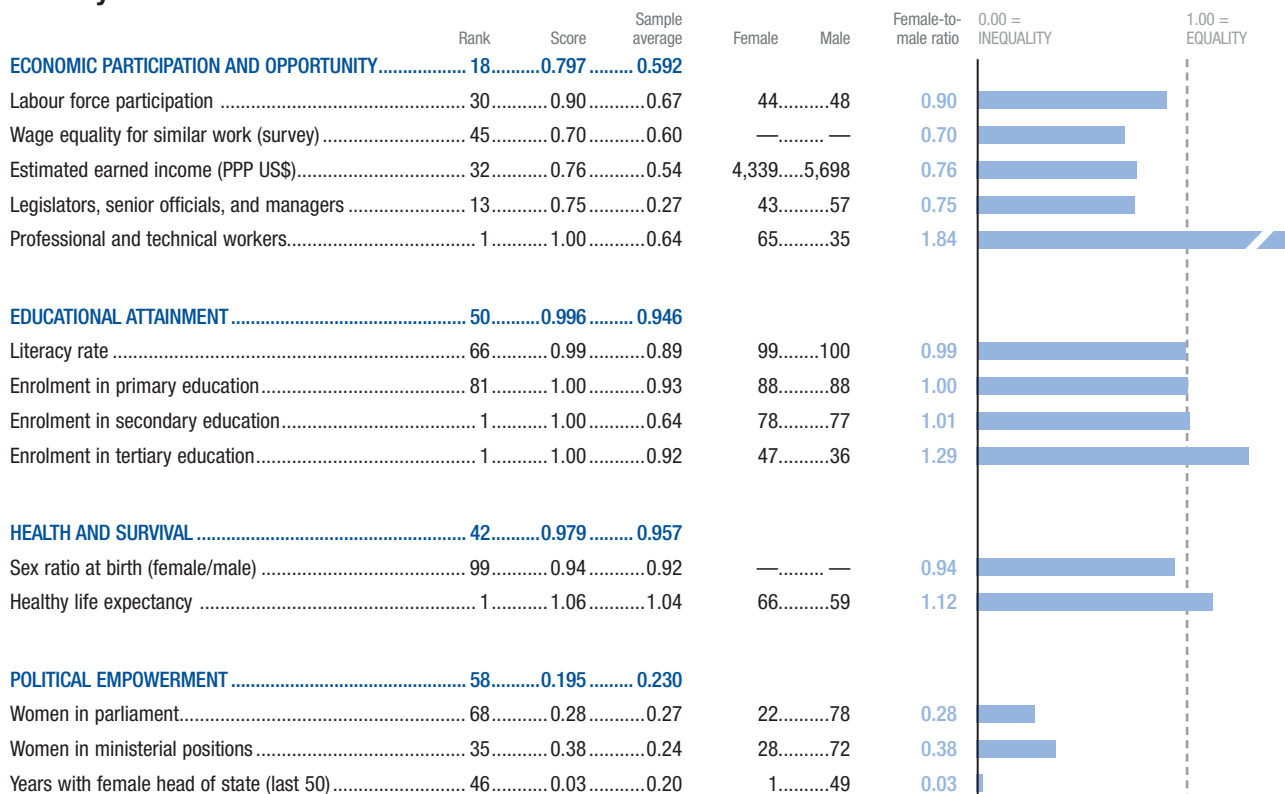 Rank Score Sample average Female Male Female-to-male ratio 0.00 = INEQUALITY 1.00 = EQUALITY
ECONOMIC PARTICIPATION AND OPPORTUNITY.................. 18..........0.797 ......... 0.592
Labour force participation .......... 30..........0.90 ..........0.67 44..........48 0.90
Wage equality for similar work (survey) .......... 45..........0.70 ..........0.60 —......... — 0.70
Estimated earned income (PPP US$).......... 32..........0.76 ..........0.54 4,339.....5,698 0.76
Legislators, senior officials, and managers .......... 13..........0.75 ..........0.27 43..........57 0.75
Professional and technical workers.......... 1..........1.00 ..........0.64 65..........35 1.84
EDUCATIONAL ATTAINMENT .......... 50..........0.996 ......... 0.946
Literacy rate .......... 66..........0.99 ..........0.89 99........100 0.99
Enrolment in primary education.......... 81..........1.00 ..........0.93 88..........88 1.00
Enrolment in secondary education.......... 1..........1.00 ..........0.64 78..........77 1.01
Enrolment in tertiary education.......... 1..........1.00 ..........0.92 47..........36 1.29
HEALTH AND SURVIVAL .......... 42..........0.979 ......... 0.957
Sex ratio at birth (female/male) .......... 99..........0.94 ..........0.92 —......... — 0.94
Healthy life expectancy .......... 1..........1.06 ..........1.04 66..........59 1.12
POLITICAL EMPOWERMENT .......... 58..........0.195 ......... 0.230
Women in parliament.......... 68..........0.28 ..........0.27 22..........78 0.28
Women in ministerial positions .......... 35..........0.38 ..........0.24 28..........72 0.38
Years with female head of state (last 50) .......... 46..........0.03 ..........0.20 1..........49 0.03